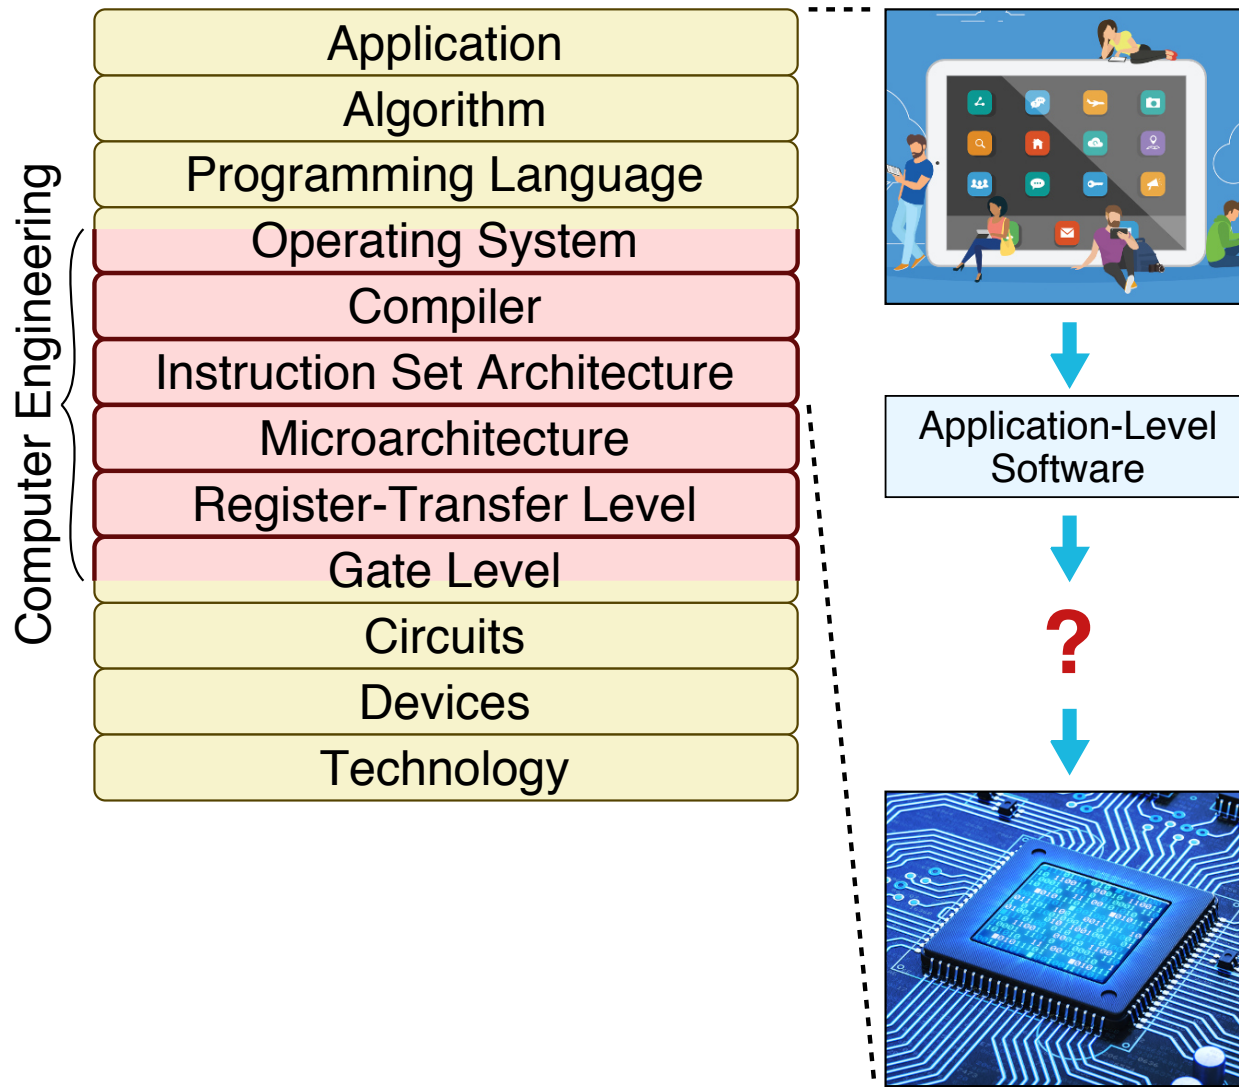 Computer Engineering
Application
Algorithm
Programming Language
Operating System
Compiler
Instruction Set Architecture
Microarchitecture
Register-Transfer Level
Gate Level
Circuits
Devices
Technology
Application-Level
Software
?